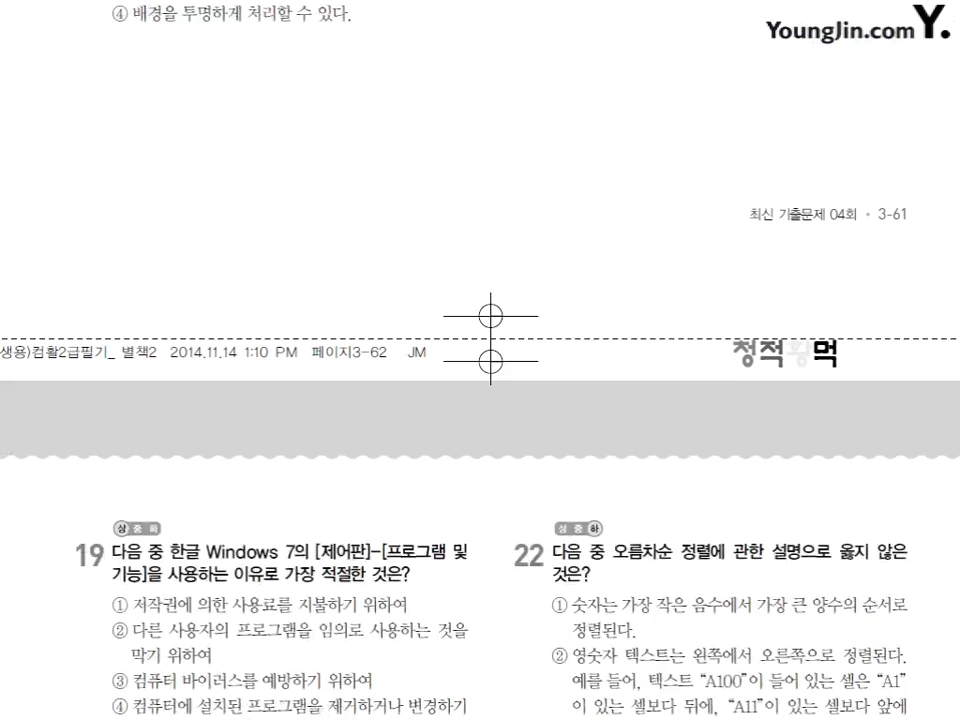 ④ 배경을 투명하게 처리할 수 있다.
YoungJin.com Y.
최신 기출문제 04회 • 3-61
생용)컴활2급필기_ 별책2 2014.11.14 1:10 PM 페이지3-62 JM
청적황먹
상 중 하
19 다음 중 한글 Windows 7의 [제어판]-[프로그램 및
기능]을 사용하는 이유로 가장 적절한 것은?
① 저작권에 의한 사용료를 지불하기 위하여
② 다른 사용자의 프로그램을 임의로 사용하는 것을
막기 위하여
③ 컴퓨터 바이러스를 예방하기 위하여
④ 컴퓨터에 설치된 프로그램을 제거하거나 변경하기
상 중 하
22 다음 중 오름차순 정렬에 관한 설명으로 옳지 않은
것은?
① 숫자는 가장 작은 음수에서 가장 큰 양수의 순서로
정렬된다.
② 영숫자 텍스트는 왼쪽에서 오른쪽으로 정렬된다.
예를 들어, 텍스트 “A100”이 들어 있는 셀은 “A1”
이 있는 셀보다 뒤에, “A11”이 있는 셀보다 앞에